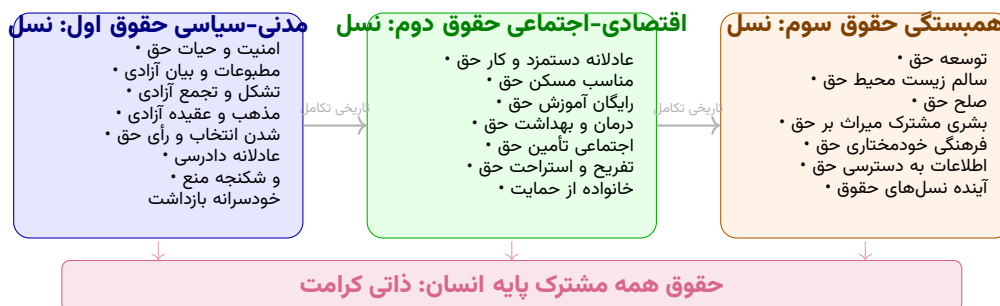 مدنی-سیاسی حقوق اول: نسل
امنیت و حیات حق •
مطبوعات و بیان آزادی •
تشکل و تجمع آزادی •
مذهب و عقیده آزادی •
شدن انتخاب و رأی حق •
عادلانه دادرسی •
و شکنجه منع •
خودسرانه بازداشت
تاریخی تکامل
اقتصادی-اجتماعی حقوق دوم: نسل
عادلانه دستمزد و کار حق •
مناسب مسکن حق •
رایگان آموزش حق •
درمان و بهداشت حق •
اجتماعی تأمین حق •
تفریح و استراحت حق •
خانواده از حمایت •
تاریخی تکامل
همبستگی حقوق سوم: نسل
توسعه حق •
سالم زیست محیط حق •
صلح حق •
بشری مشترک میراث بر حق •
فرهنگی خودمختاری حق •
اطلاعات به دسترسی حق •
آینده نسل‌های حقوق •
حقوق همه مشترک پایه انسان: ذاتی کرامت